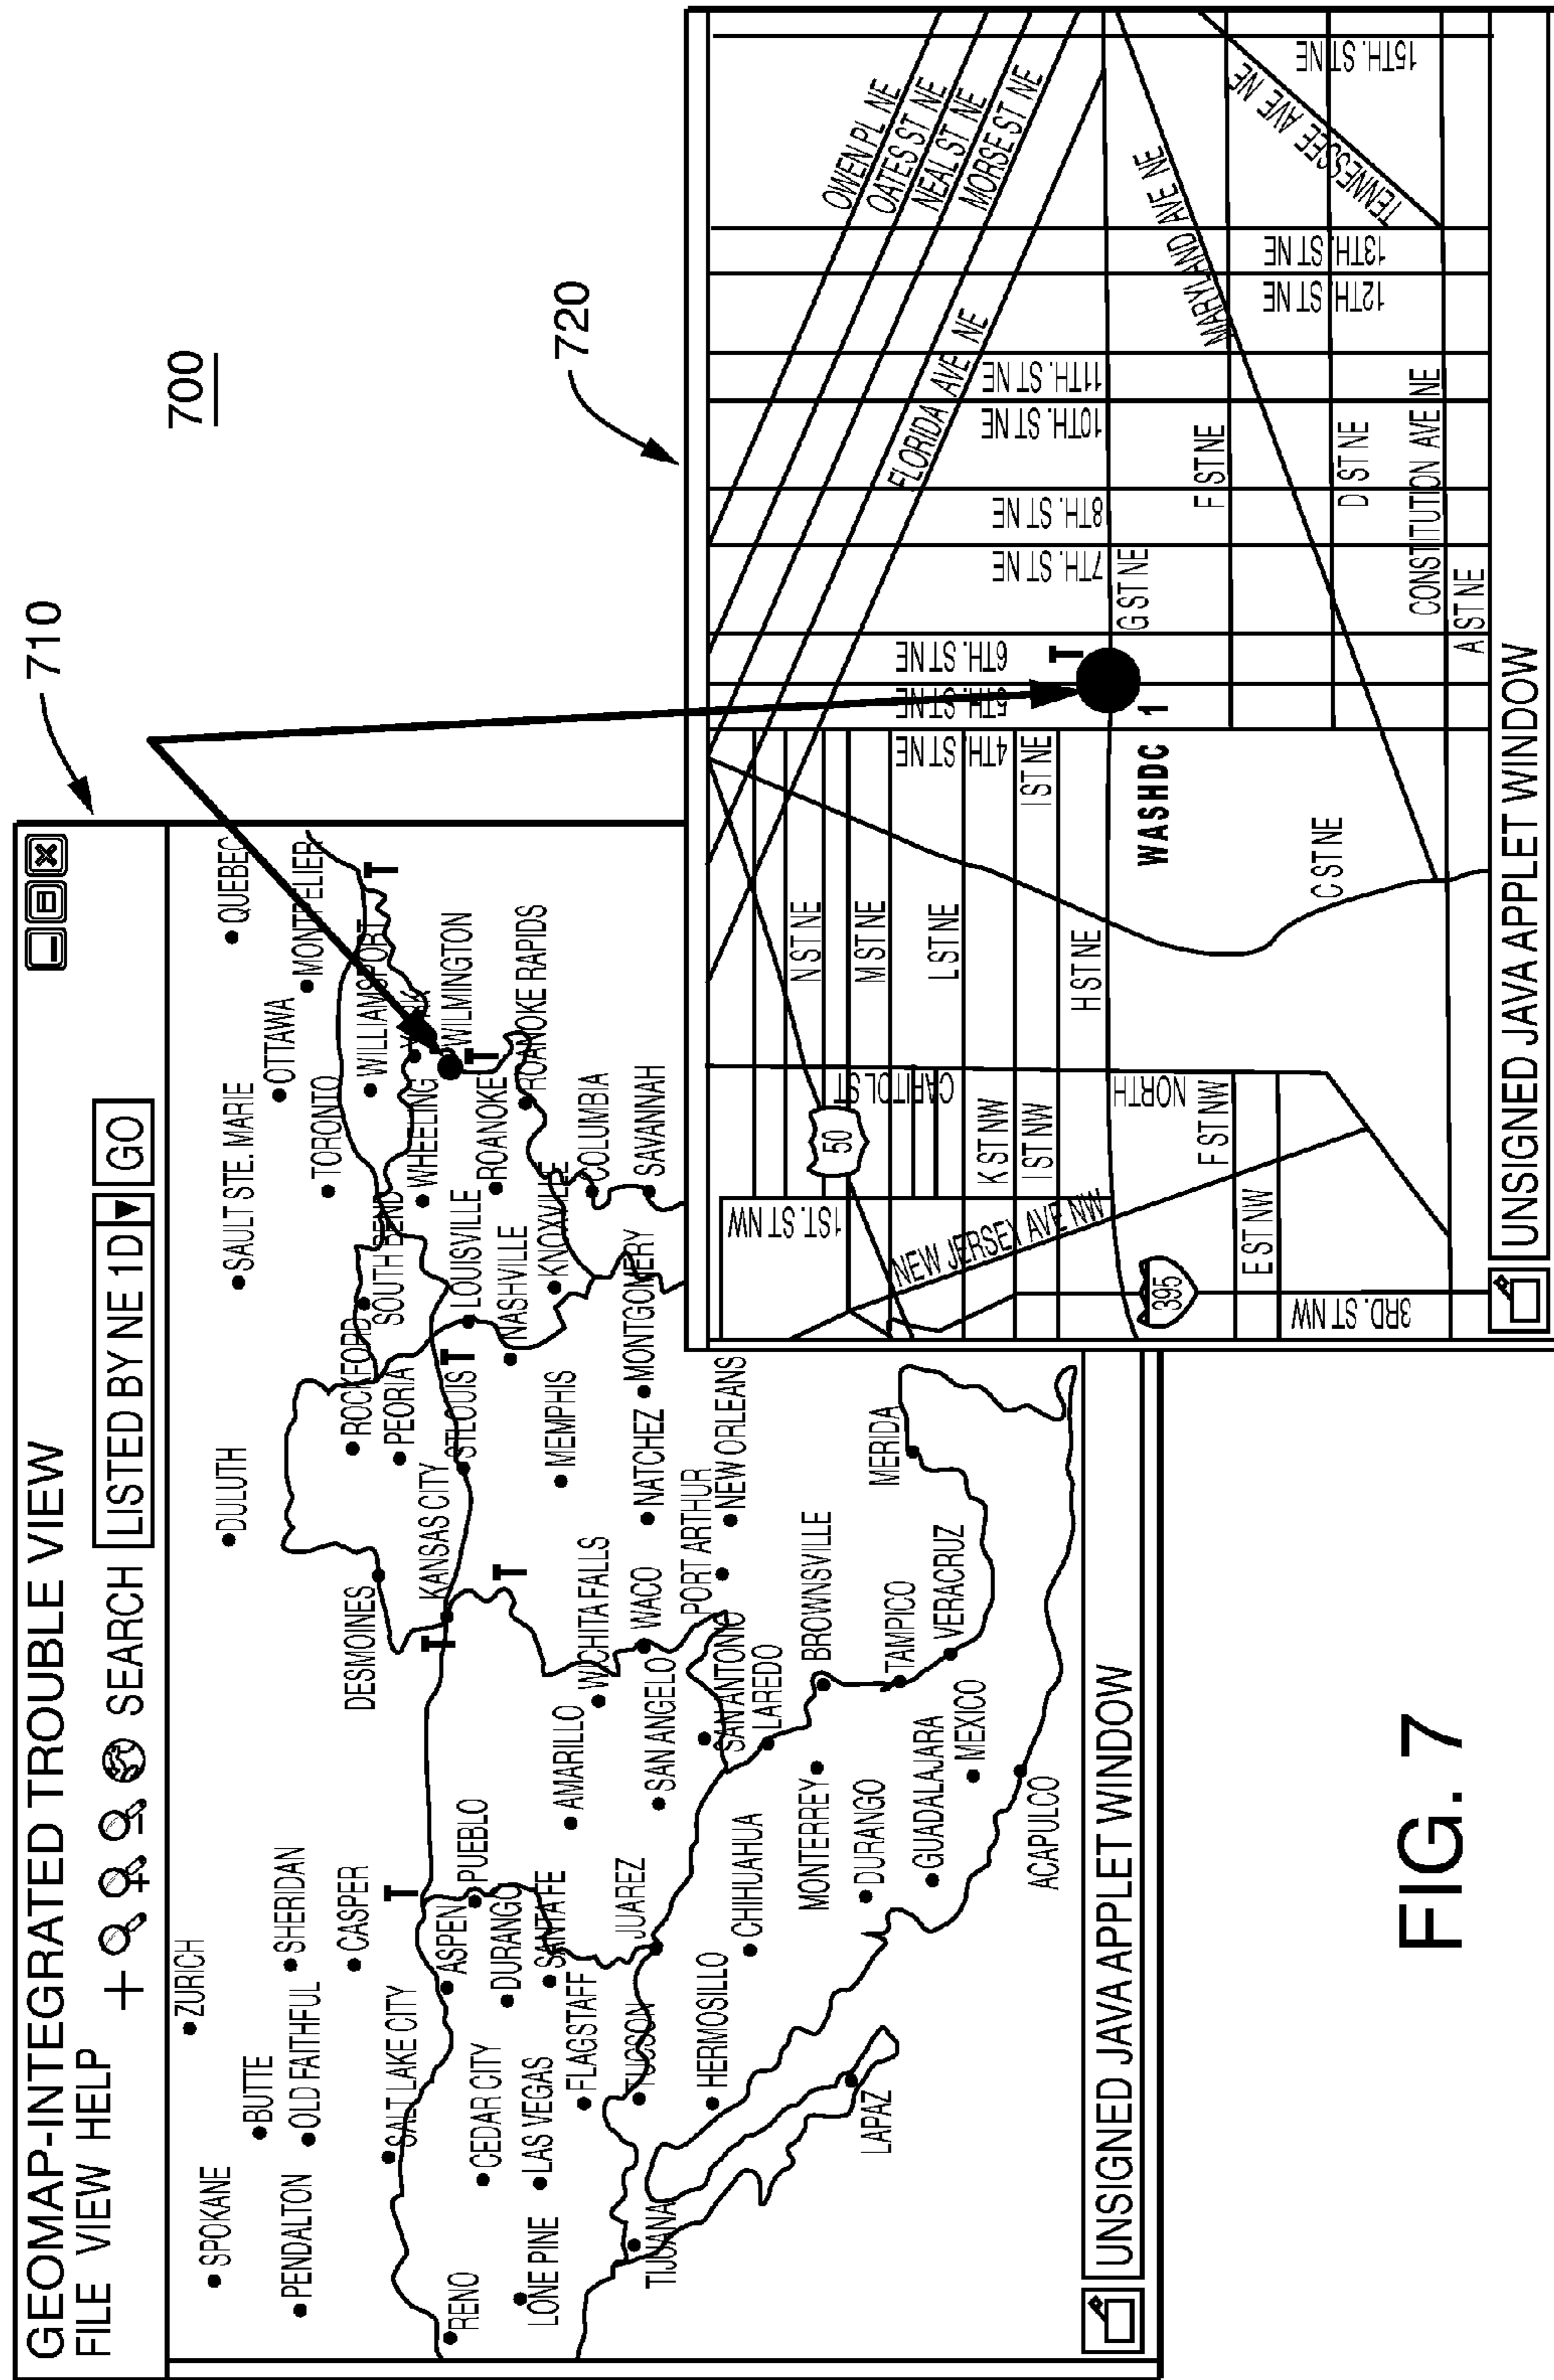 700
710
GEOMAP-INTEGRATED TROUBLE VIEW
FILE VIEW HELP
SEARCH LISTED BY NE 1D GO
ZURICH
SPOKANE
BUTTE
PENDALTON
OLD FAITHFUL
SHERIDAN
CASPER
DULUTH
SAULT STE. MARIE
OTTAWA
QUEBEC
MONTPELIER
TORONTO
WILLIAMSPORT
DESMOINES
ROCKFORD
PEORIA
SOUTH BEND
WHEELING
YORK
WILMINGTON
SALT LAKE CITY
RENO
ASPEN
PUEBLO
KANSAS CITY
STLOUIS
LOUISVILLE
ROANOKE
ROANOKE RAPIDS
CEDAR CITY
DURANGO
NASHVILLE
LONE PINE
LAS VEGAS
SANTA FE
AMARILLO
MEMPHIS
KNOXVILLE
COLUMBIA
FLAGSTAFF
WICHITA FALLS
TIJUANA
TUCSON
JUAREZ
SAN ANGELO
WACO
NATCHEZ
MONTGOMERY
SAVANNAH
HERMOSILLO
CHIHUAHUA
SAN ANTONIO
PORT ARTHUR
NEW ORLEANS
LAREDO
MONTERREY
BROWNSVILLE
LAPAZ
DURANGO
TAMPICO
MERIDA
GUADALAJARA
VERACRUZ
MEXICO
ACAPULCO
T
T
T
T
T
T
UNSIGNED JAVA APPLET WINDOW
720
OWEN PL NE
OATES ST NE
NEAL ST NE
MORSE ST NE
FLORIDA AVE NE
1ST. ST NW
N ST NE
M ST NE
L ST NE
50
CAPITOL ST
4TH. ST NE
5TH. ST NE
6TH. ST NE
7TH. ST NE
8TH. ST NE
10TH. ST NE
11TH. ST NE
12TH. ST NE
13TH. ST NE
15TH. ST NE
NEW JERSEY AVE NW
K ST NW
I ST NW
I ST NE
H ST NE
T
G ST NE
WASHDC 1
MARYLAND AVE NE
TENNESSEE AVE NE
395
NORTH
F ST NW
F ST NE
E ST NW
C ST NE
D ST NE
3RD. ST NW
CONSTITUTION AVE NE
A ST NE
UNSIGNED JAVA APPLET WINDOW
FIG. 7